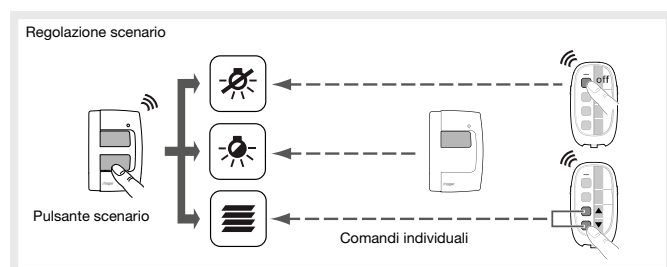 Regolazione scenario
off
Pulsante scenario
Comandi individuali